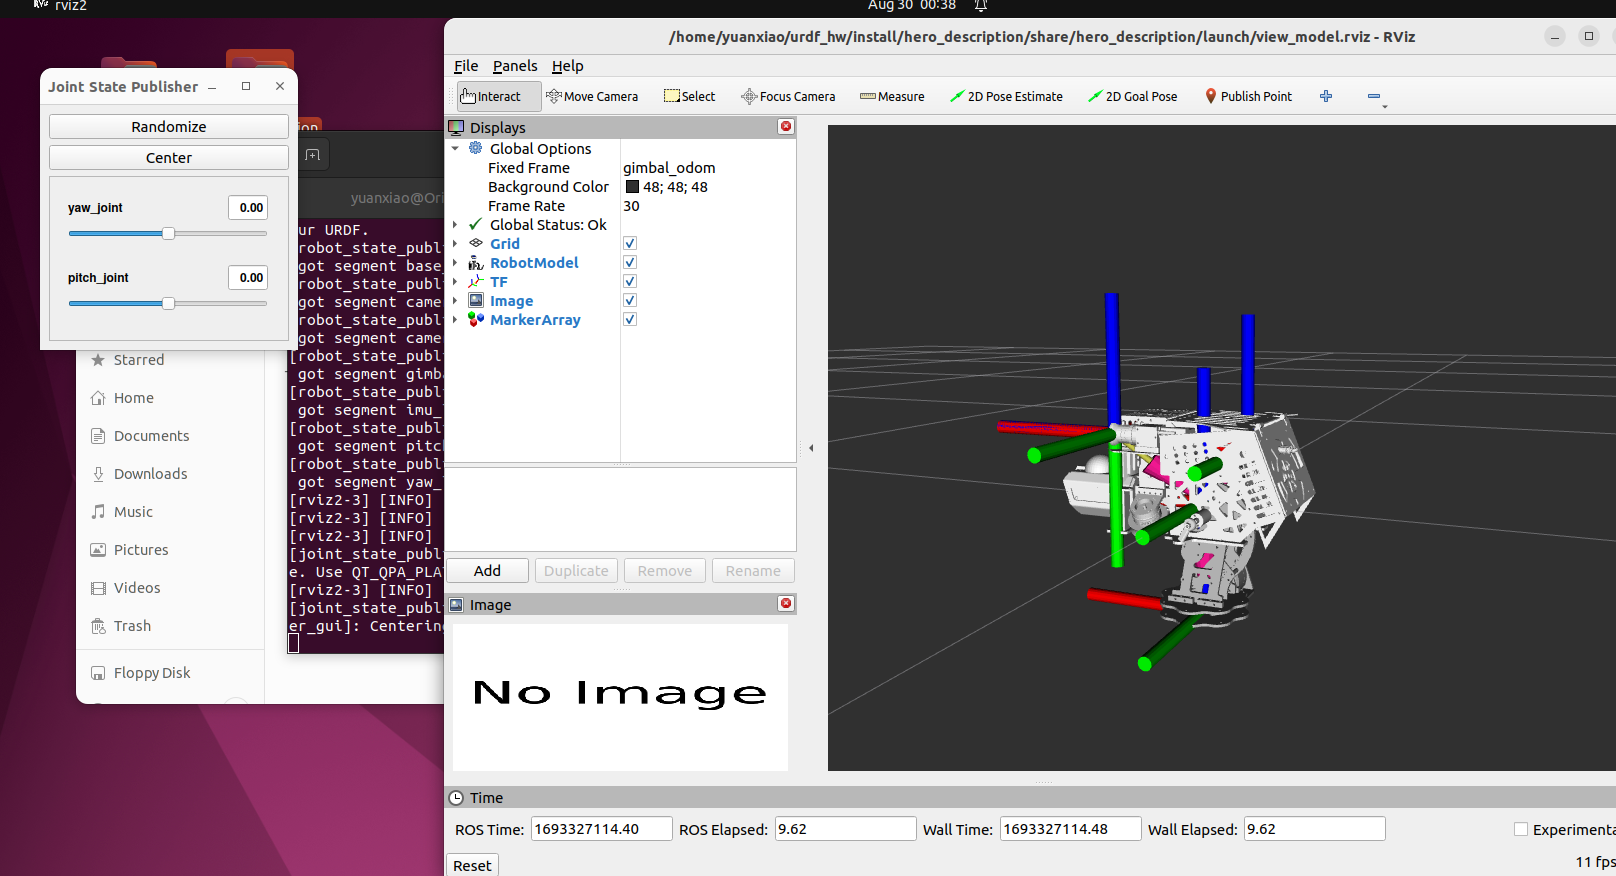 rviz2
Aug 30 00:38
Joint State Publisher
Randomize
Center
yaw_joint
0.00
pitch_joint
0.00
Starred
Home
Documents
Downloads
Music
Pictures
Videos
Trash
Floppy Disk
yuanxiao@Ori
ur URDF.
robot_state_publ
got segment base_
robot_state_publ
got segment came
robot_state_publ
got segment came
[robot_state_publ
got segment gimb
[robot_state_publ
got segment imu_
[robot_state_publ
got segment pitc
[robot_state_publ
got segment yaw_
[rviz2-3] [INFO]
[rviz2-3] [INFO]
[rviz2-3] [INFO]
[joint_state_publ
e. Use QT_QPA_PLA
[rviz2-3] [INFO]
[joint_state_publ
er_gui]: Centering
/home/yuanxiao/urdf_hw/install/hero_description/share/hero_description/launch/view_model.rviz - RViz
File Panels Help
Interact Move Camera Select Focus Camera Measure 2D Pose Estimate 2D Goal Pose Publish Point
Displays
Global Options
Fixed Frame gimbal_odom
Background Color 48; 48; 48
Frame Rate 30
Global Status: Ok
Grid
RobotModel
TF
Image
MarkerArray
Add Duplicate Remove Rename
Image
No Image
Time
ROS Time: 1693327114.40 ROS Elapsed: 9.62 Wall Time: 1693327114.48 Wall Elapsed: 9.62 Experimenta
Reset
11 fps